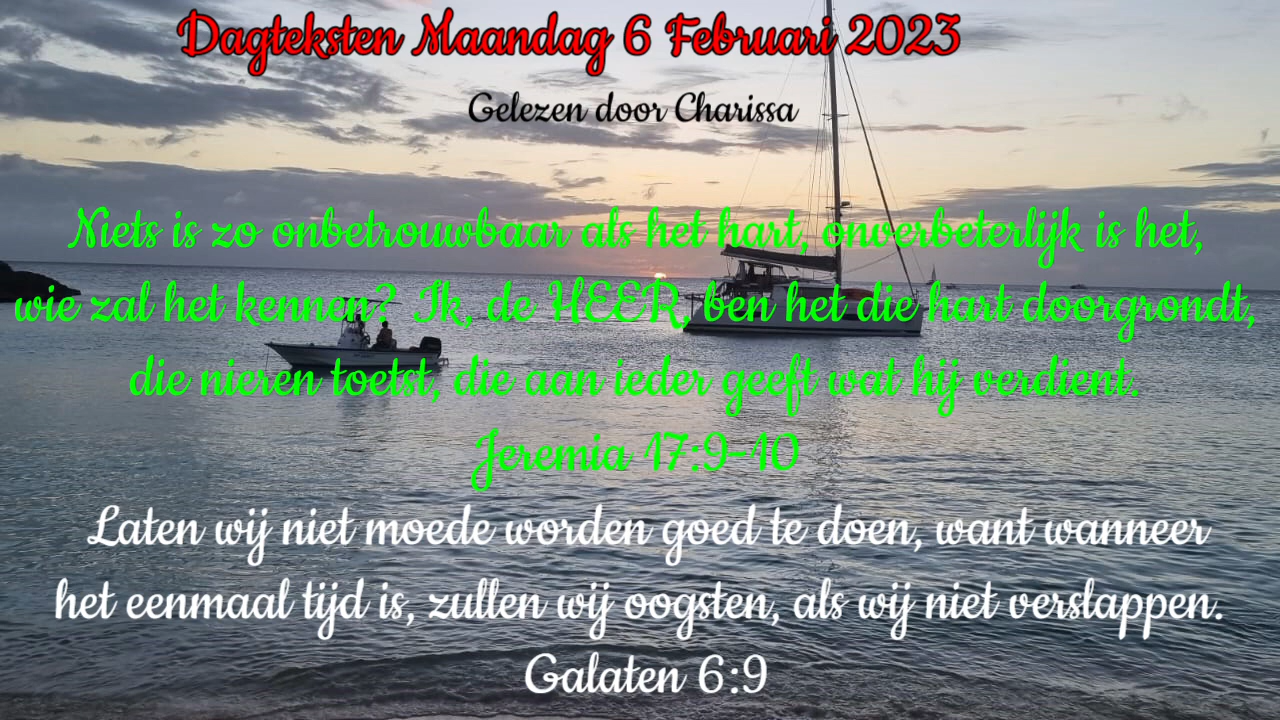 Dagteksten Maandag 6 Februari 2023
Gelezen door Charissa
Niets is zo onbetrouwbaar als het hart, onverbeterlijk is het,
wie zal het kennen? Ik, de HEER, ben het die hart doorgrondt,
die nieren toetst, die aan ieder geeft wat hij verdient.
Jeremia 17:9-10
Laten wij niet moede worden goed te doen, want wanneer
het eenmaal tijd is, zullen wij oogsten, als wij niet verslappen.
Galaten 6:9